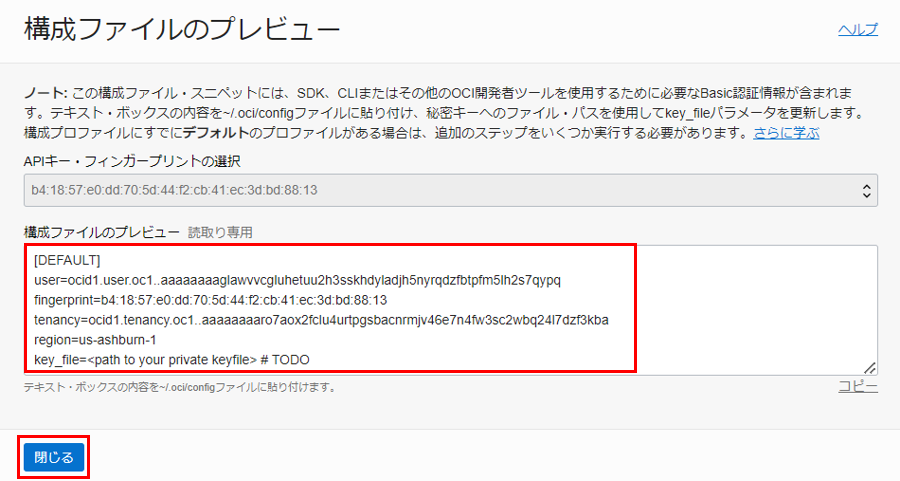 構成ファイルのプレビュー
ヘルプ
ノート: この構成ファイル・スニペットには、SDK、CLIまたはその他のOCI開発者ツールを使用するために必要なBasic認証情報が含まれま
す。テキスト・ボックスの内容を~/.oci/configファイルに貼り付け、秘密キーへのファイル・パスを使用してkey_fileパラメータを更新します。
構成プロファイルにすでにデフォルトのプロファイルがある場合は、追加のステップをいくつか実行する必要があります。さらに学ぶ
APIキー・フィンガープリントの選択
b4:18:57:e0:dd:70:5d:44:f2:cb:41:ec:3d:bd:88:13
構成ファイルのプレビュー 読取り専用
[DEFAULT]
user=ocid1.user.oc1..aaaaaaaaglawvvcgluhetuu2h3sskhdyladjh5nyrqdzfbtpfm5lh2s7qypq
fingerprint=b4:18:57:e0:dd:70:5d:44:f2:cb:41:ec:3d:bd:88:13
tenancy=ocid1.tenancy.oc1..aaaaaaaaro7aox2fclu4urtpgsbacnrmjv46e7n4fw3sc2wbq24l7dzf3kba
region=us-ashburn-1
key_file=<path to your private keyfile> # TODO
テキスト・ボックスの内容を~/.oci/configファイルに貼り付けます。
コピー
閉じる